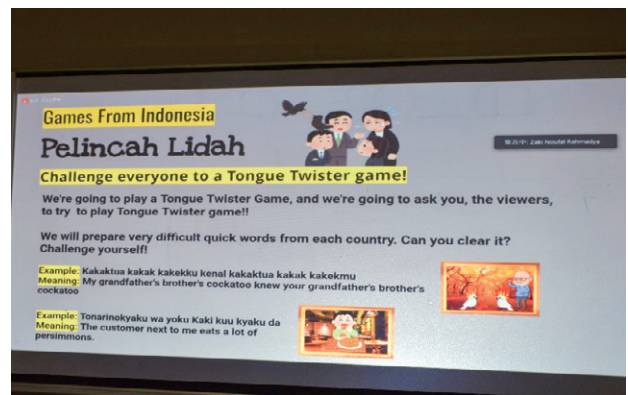 Games From Indonesia
Pelincah Lidah
Challenge everyone to a Tongue Twister game!
We're going to play a Tongue Twister Game, and we're going to ask you, the viewers,
to try to play Tongue Twister game!!
We will prepare very difficult quick words from each country. Can you clear it?
Challenge yourself!
Example: Kakaktua kakak kakekku kenal kakaktua kakak kakekmu
Meaning: My grandfather's brother's cockatoo knew your grandfather's brother's
cockatoo
Example: Tonarinokyaku wa yoku Kaki kuu kyaku da
Meaning: The customer next to me eats a lot of
persimmons.